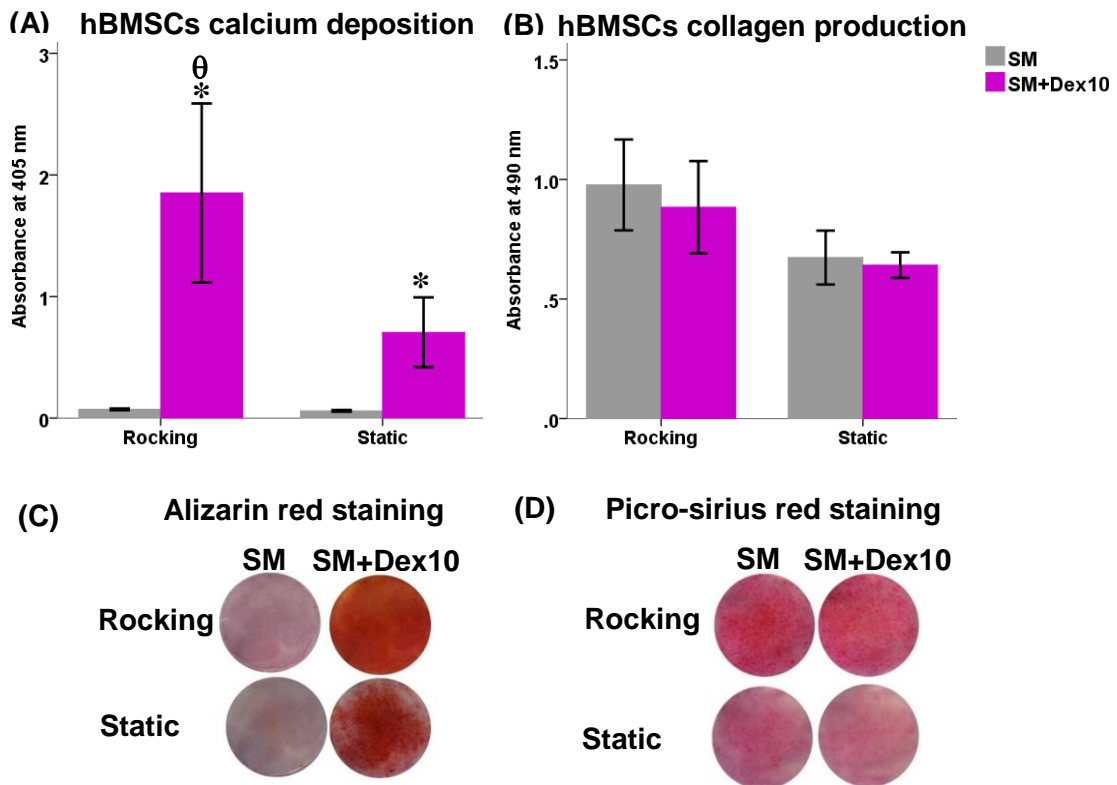 (A) hBMSCs calcium deposition
3
2
1
0
Absorbance at 405 nm
θ
*
*
Rocking
Static
(B) hBMSCs collagen production
1.5
1.0
.5
.0
Absorbance at 490 nm
Rocking
Static
SM
SM+Dex10
(C) Alizarin red staining
SM SM+Dex10
Rocking
Static
(D) Picro-sirius red staining
SM SM+Dex10
Rocking
Static